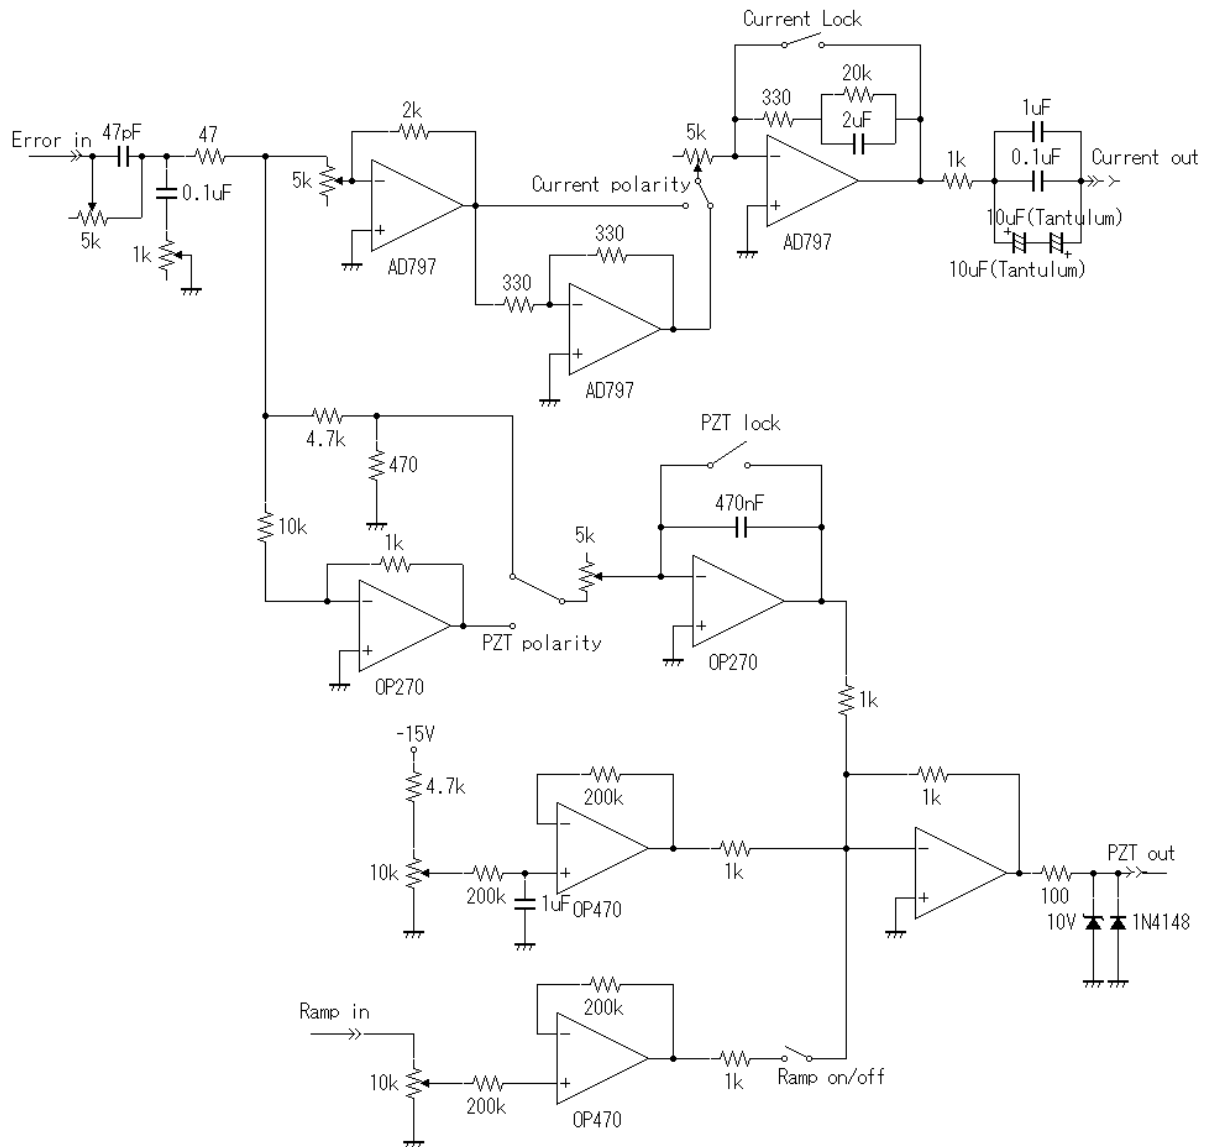 Current Lock
20k
330
2uF
1uF
2k
5k
0.1uF
Error in
47pF
47
1k
Current out
5k
Current polarity
0.1uF
10uF(Tantulum)
5k
330
AD797
10uF(Tantulum)
1k
AD797
330
AD797
PZT lock
4.7k
470
470nF
10k
5k
1k
PZT polarity
OP270
OP270
1k
-15V
4.7k
200k
1k
10k
PZT out
200k
1uF
OP470
1k
100
10V
1N4148
Ramp in
200k
10k
200k
1k
Ramp on/off
OP470